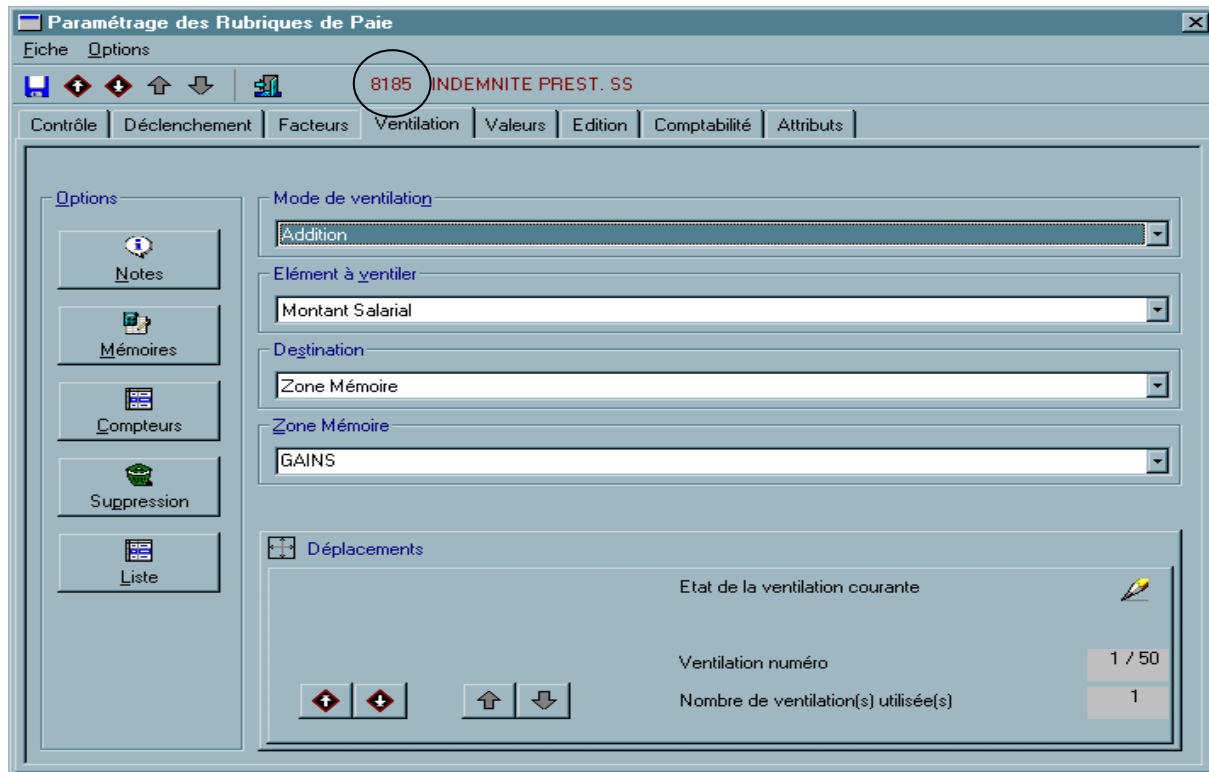 Paramétrage des Rubriques de Paie
Fiche Options
8185 INDEMNITE PREST. SS
Contrôle Déclenchement Facteurs Ventilation Valeurs Edition Comptabilité Attributs
Options
Notes
Mémoires
Compteurs
Suppression
Liste
Mode de ventilation
Addition
Elément à ventiler
Montant Salarial
Destination
Zone Mémoire
Zone Mémoire
GAINS
Déplacements
Etat de la ventilation courante
Ventilation numéro 1 / 50
Nombre de ventilation(s) utilisée(s) 1